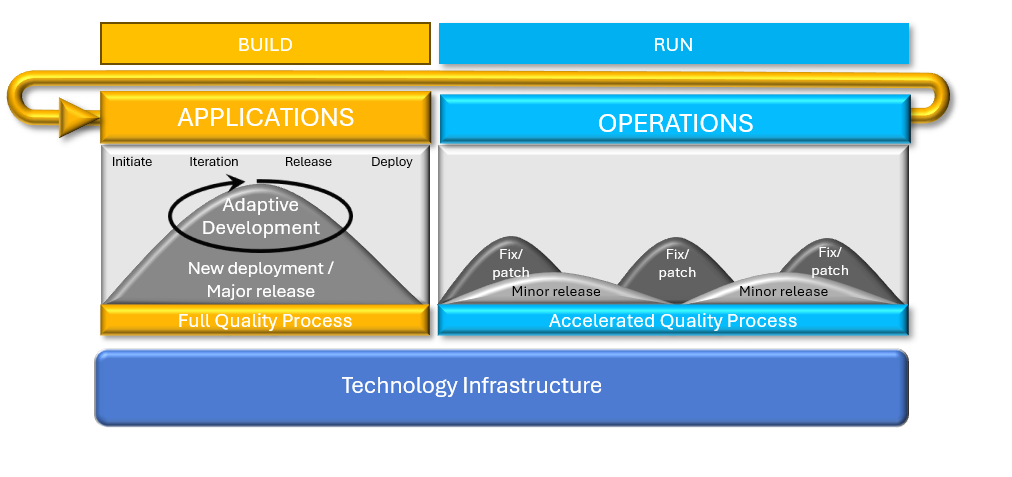 BUILD
RUN
APPLICATIONS
OPERATIONS
Initiate
Iteration
Release
Deploy
Adaptive
Development
New deployment /
Major release
Fix/
patch
Fix/
patch
Fix/
patch
Minor release
Minor release
Full Quality Process
Accelerated Quality Process
Technology Infrastructure